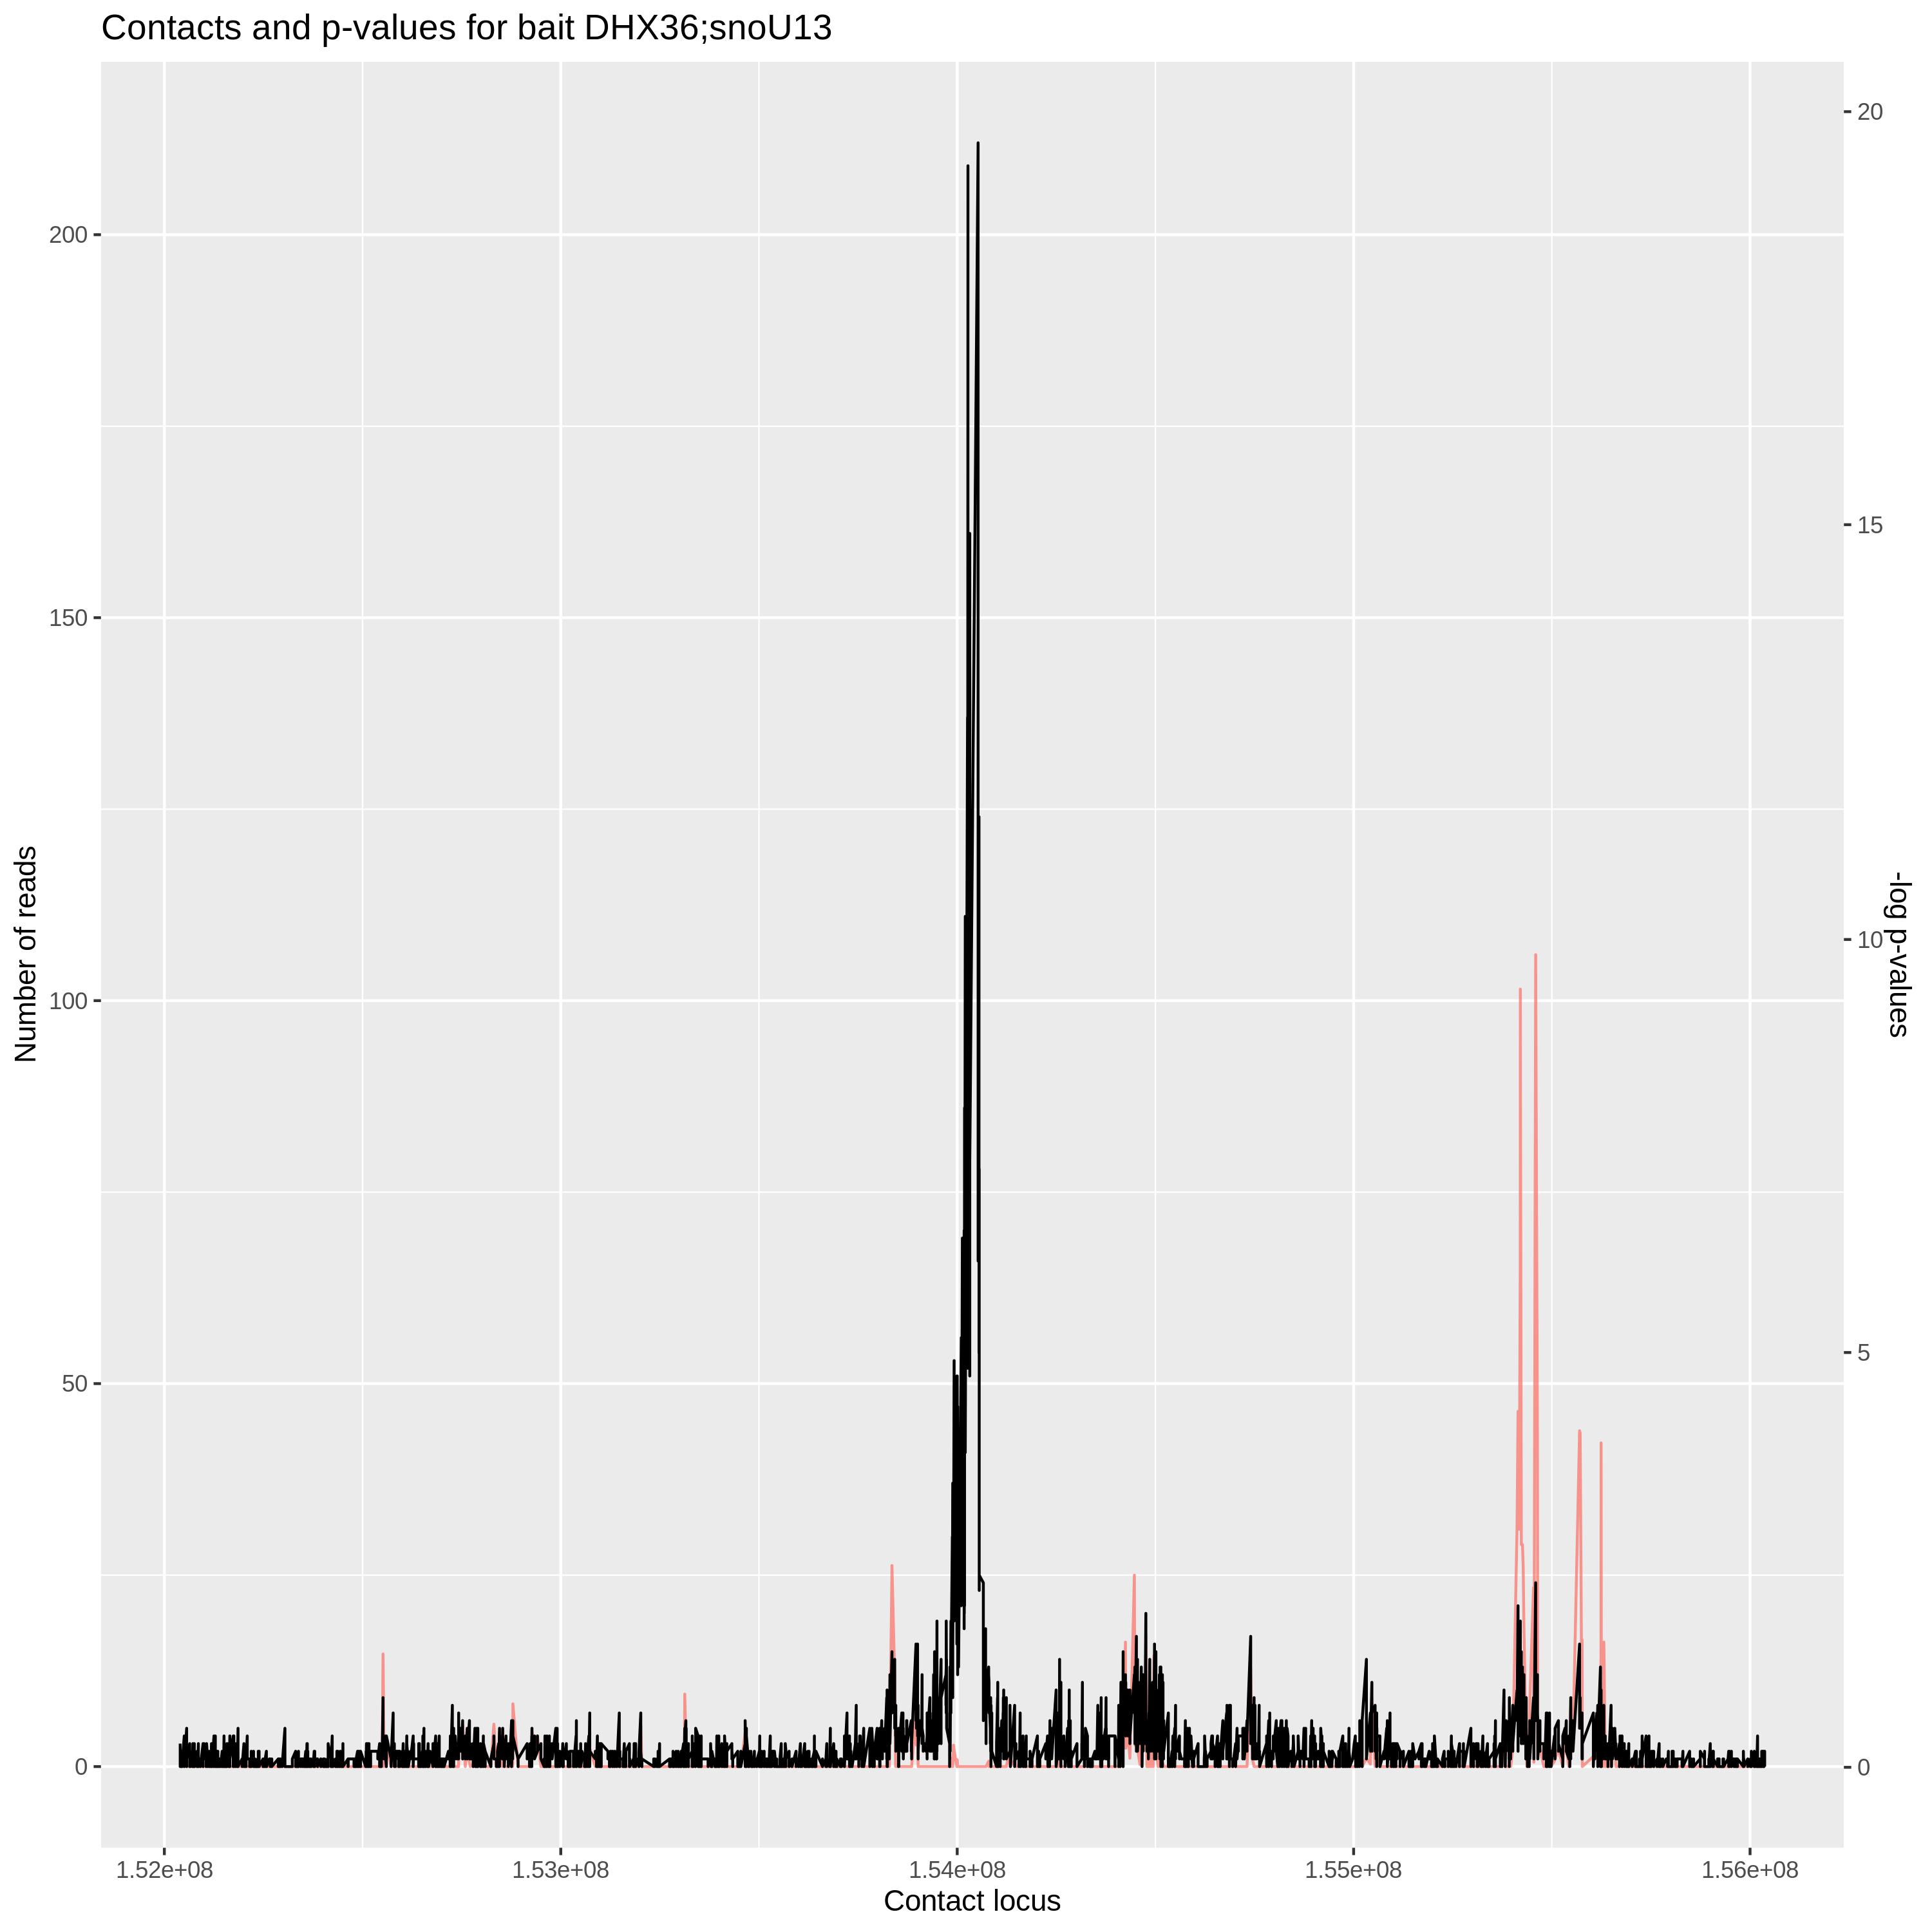 Contacts and p-values for bait DHX36;snoU13
Number of reads
200
150
100
50
0
20
15
10
5
0
-log p-values
1.52e+08
1.53e+08
1.54e+08
1.55e+08
1.56e+08
Contact locus